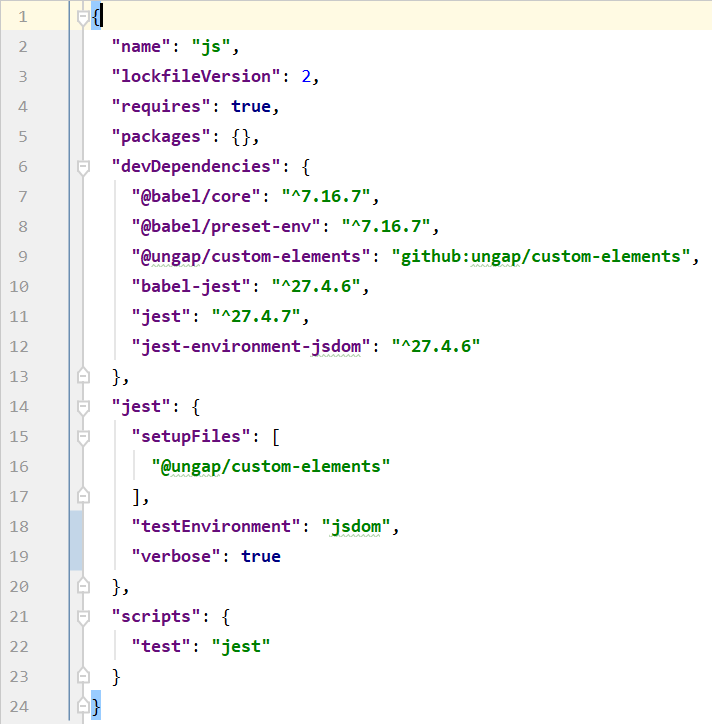 1 {
2 "name": "js",
3 "lockfileVersion": 2,
4 "requires": true,
5 "packages": {},
6 "devDependencies": {
7 "@babel/core": "^7.16.7",
8 "@babel/preset-env": "^7.16.7",
9 "@ungap/custom-elements": "github:ungap/custom-elements",
10 "babel-jest": "^27.4.6",
11 "jest": "^27.4.7",
12 "jest-environment-jsdom": "^27.4.6"
13 },
14 "jest": {
15 "setupFiles": [
16 "@ungap/custom-elements"
17 ],
18 "testEnvironment": "jsdom",
19 "verbose": true
20 },
21 "scripts": {
22 "test": "jest"
23 }
24 }